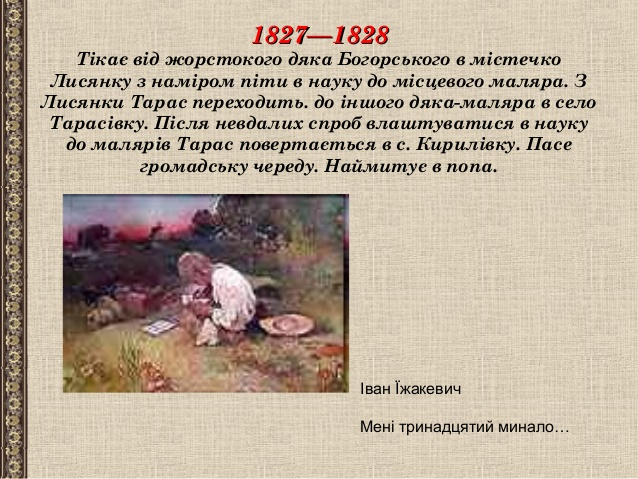 1827—1828
Тікає від жорстокого дяка Богорського в містечко
Лисянку з наміром піти в науку до місцевого маляра. З
Лисянки Тарас переходить. до іншого дяка-маляра в село
Тарасівку. Після невдалих спроб влаштуватися в науку
до малярів Тарас повертається в с. Кирилівку. Пасе
громадську череду. Наймитує в попа.
Іван Їжакевич
Мені тринадцятий минало…